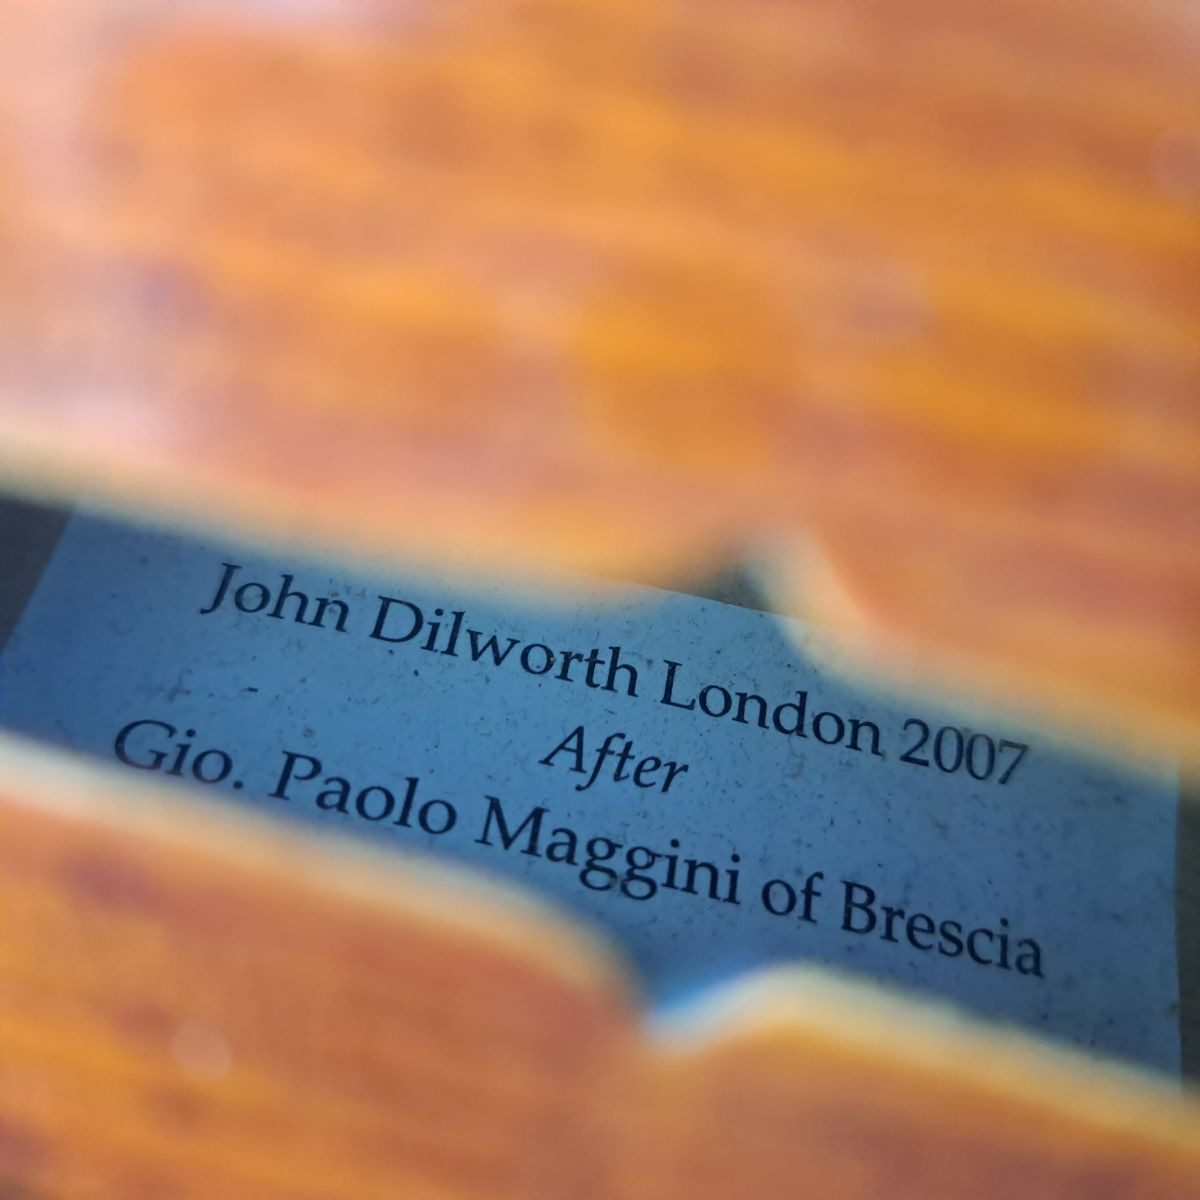 John Dilworth London 2007
After
Gio. Paolo Maggini of Brescia